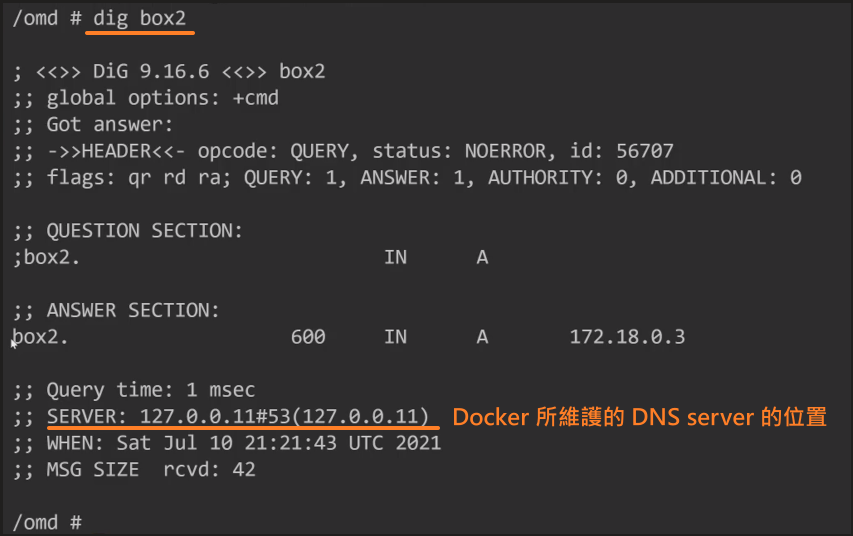 /omd # dig box2
; <<>> DiG 9.16.6 <<>> box2
;; global options: +cmd
;; Got answer:
;; ->>HEADER<<- opcode: QUERY, status: NOERROR, id: 56707
;; flags: qr rd ra; QUERY: 1, ANSWER: 1, AUTHORITY: 0, ADDITIONAL: 0
;; QUESTION SECTION:
;box2. IN A
;; ANSWER SECTION:
box2. 600 IN A 172.18.0.3
;; Query time: 1 msec
;; SERVER: 127.0.0.11#53(127.0.0.11) Docker 所維護的 DNS server 的位置
;; WHEN: Sat Jul 10 21:21:43 UTC 2021
;; MSG SIZE rcvd: 42
/omd #